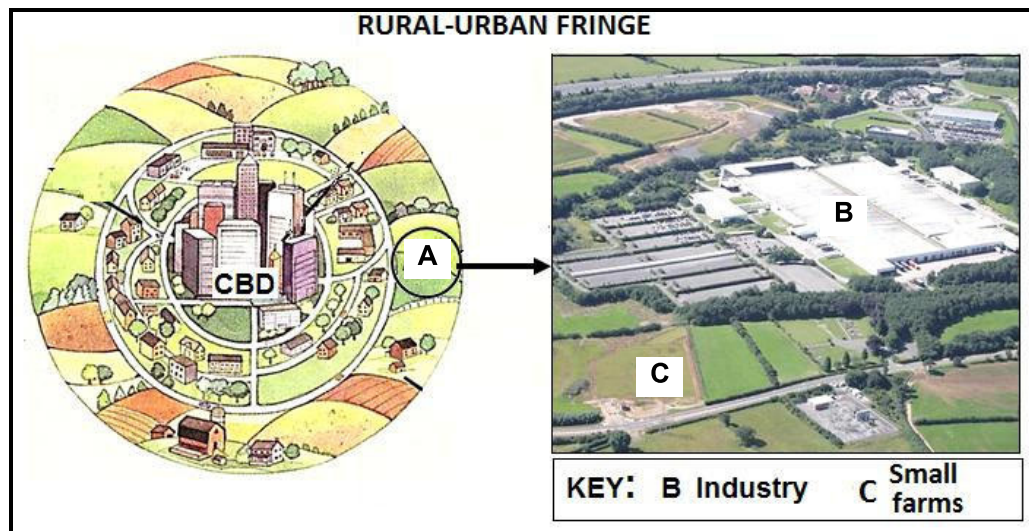 RURAL-URBAN FRINGE
CBD
A
B
C
KEY: B Industry C Small
farms